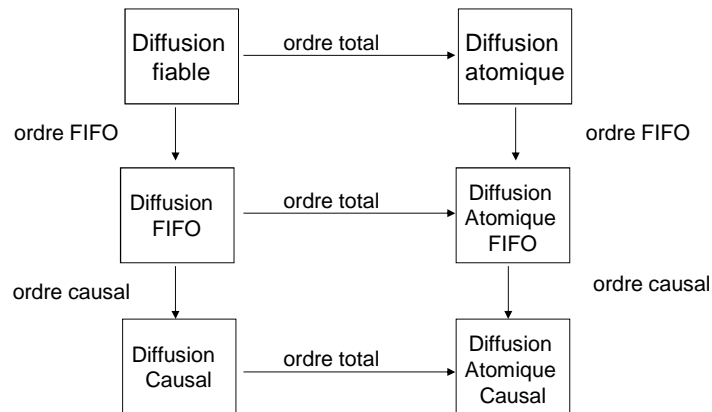 Diffusion
fiable
ordre total
Diffusion
atomique
ordre FIFO
ordre FIFO
Diffusion
FIFO
ordre total
Diffusion
Atomique
FIFO
ordre causal
ordre causal
Diffusion
Causal
ordre total
Diffusion
Atomique
Causal